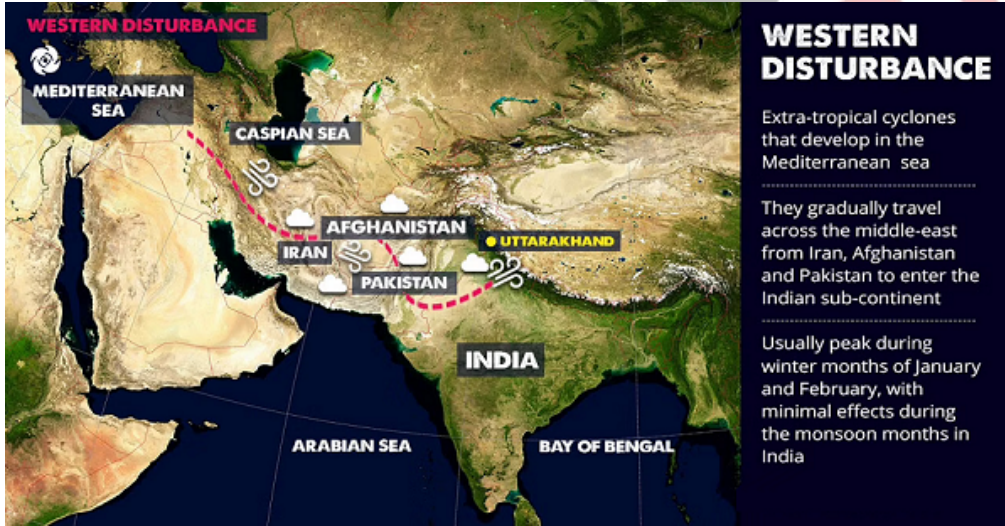 WESTERN DISTURBANCE
MEDITERRANEAN
SEA
CASPIAN SEA
AFGHANISTAN
IRAN
UTTARAKHAND
PAKISTAN
INDIA
ARABIAN SEA
BAY OF BENGAL
WESTERN
DISTURBANCE
Extra-tropical cyclones
that develop in the
Mediterranean sea
They gradually travel
across the middle-east
from Iran, Afghanistan
and Pakistan to enter the
Indian sub-continent
Usually peak during
winter months of January
and February, with
minimal effects during
the monsoon months in
India